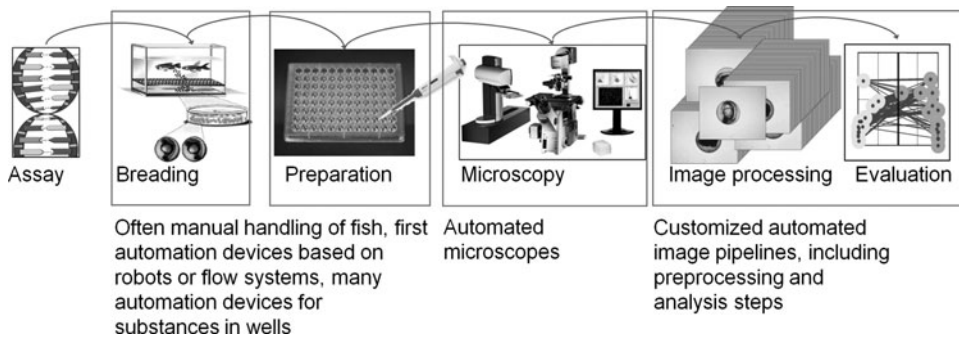 Assay
Breading
Preparation
Microscopy
Image processing
Evaluation
Often manual handling of fish, first
automation devices based on
robots or flow systems, many
automation devices for
substances in wells
Automated
microscopes
Customized automated
image pipelines, including
preprocessing and
analysis steps